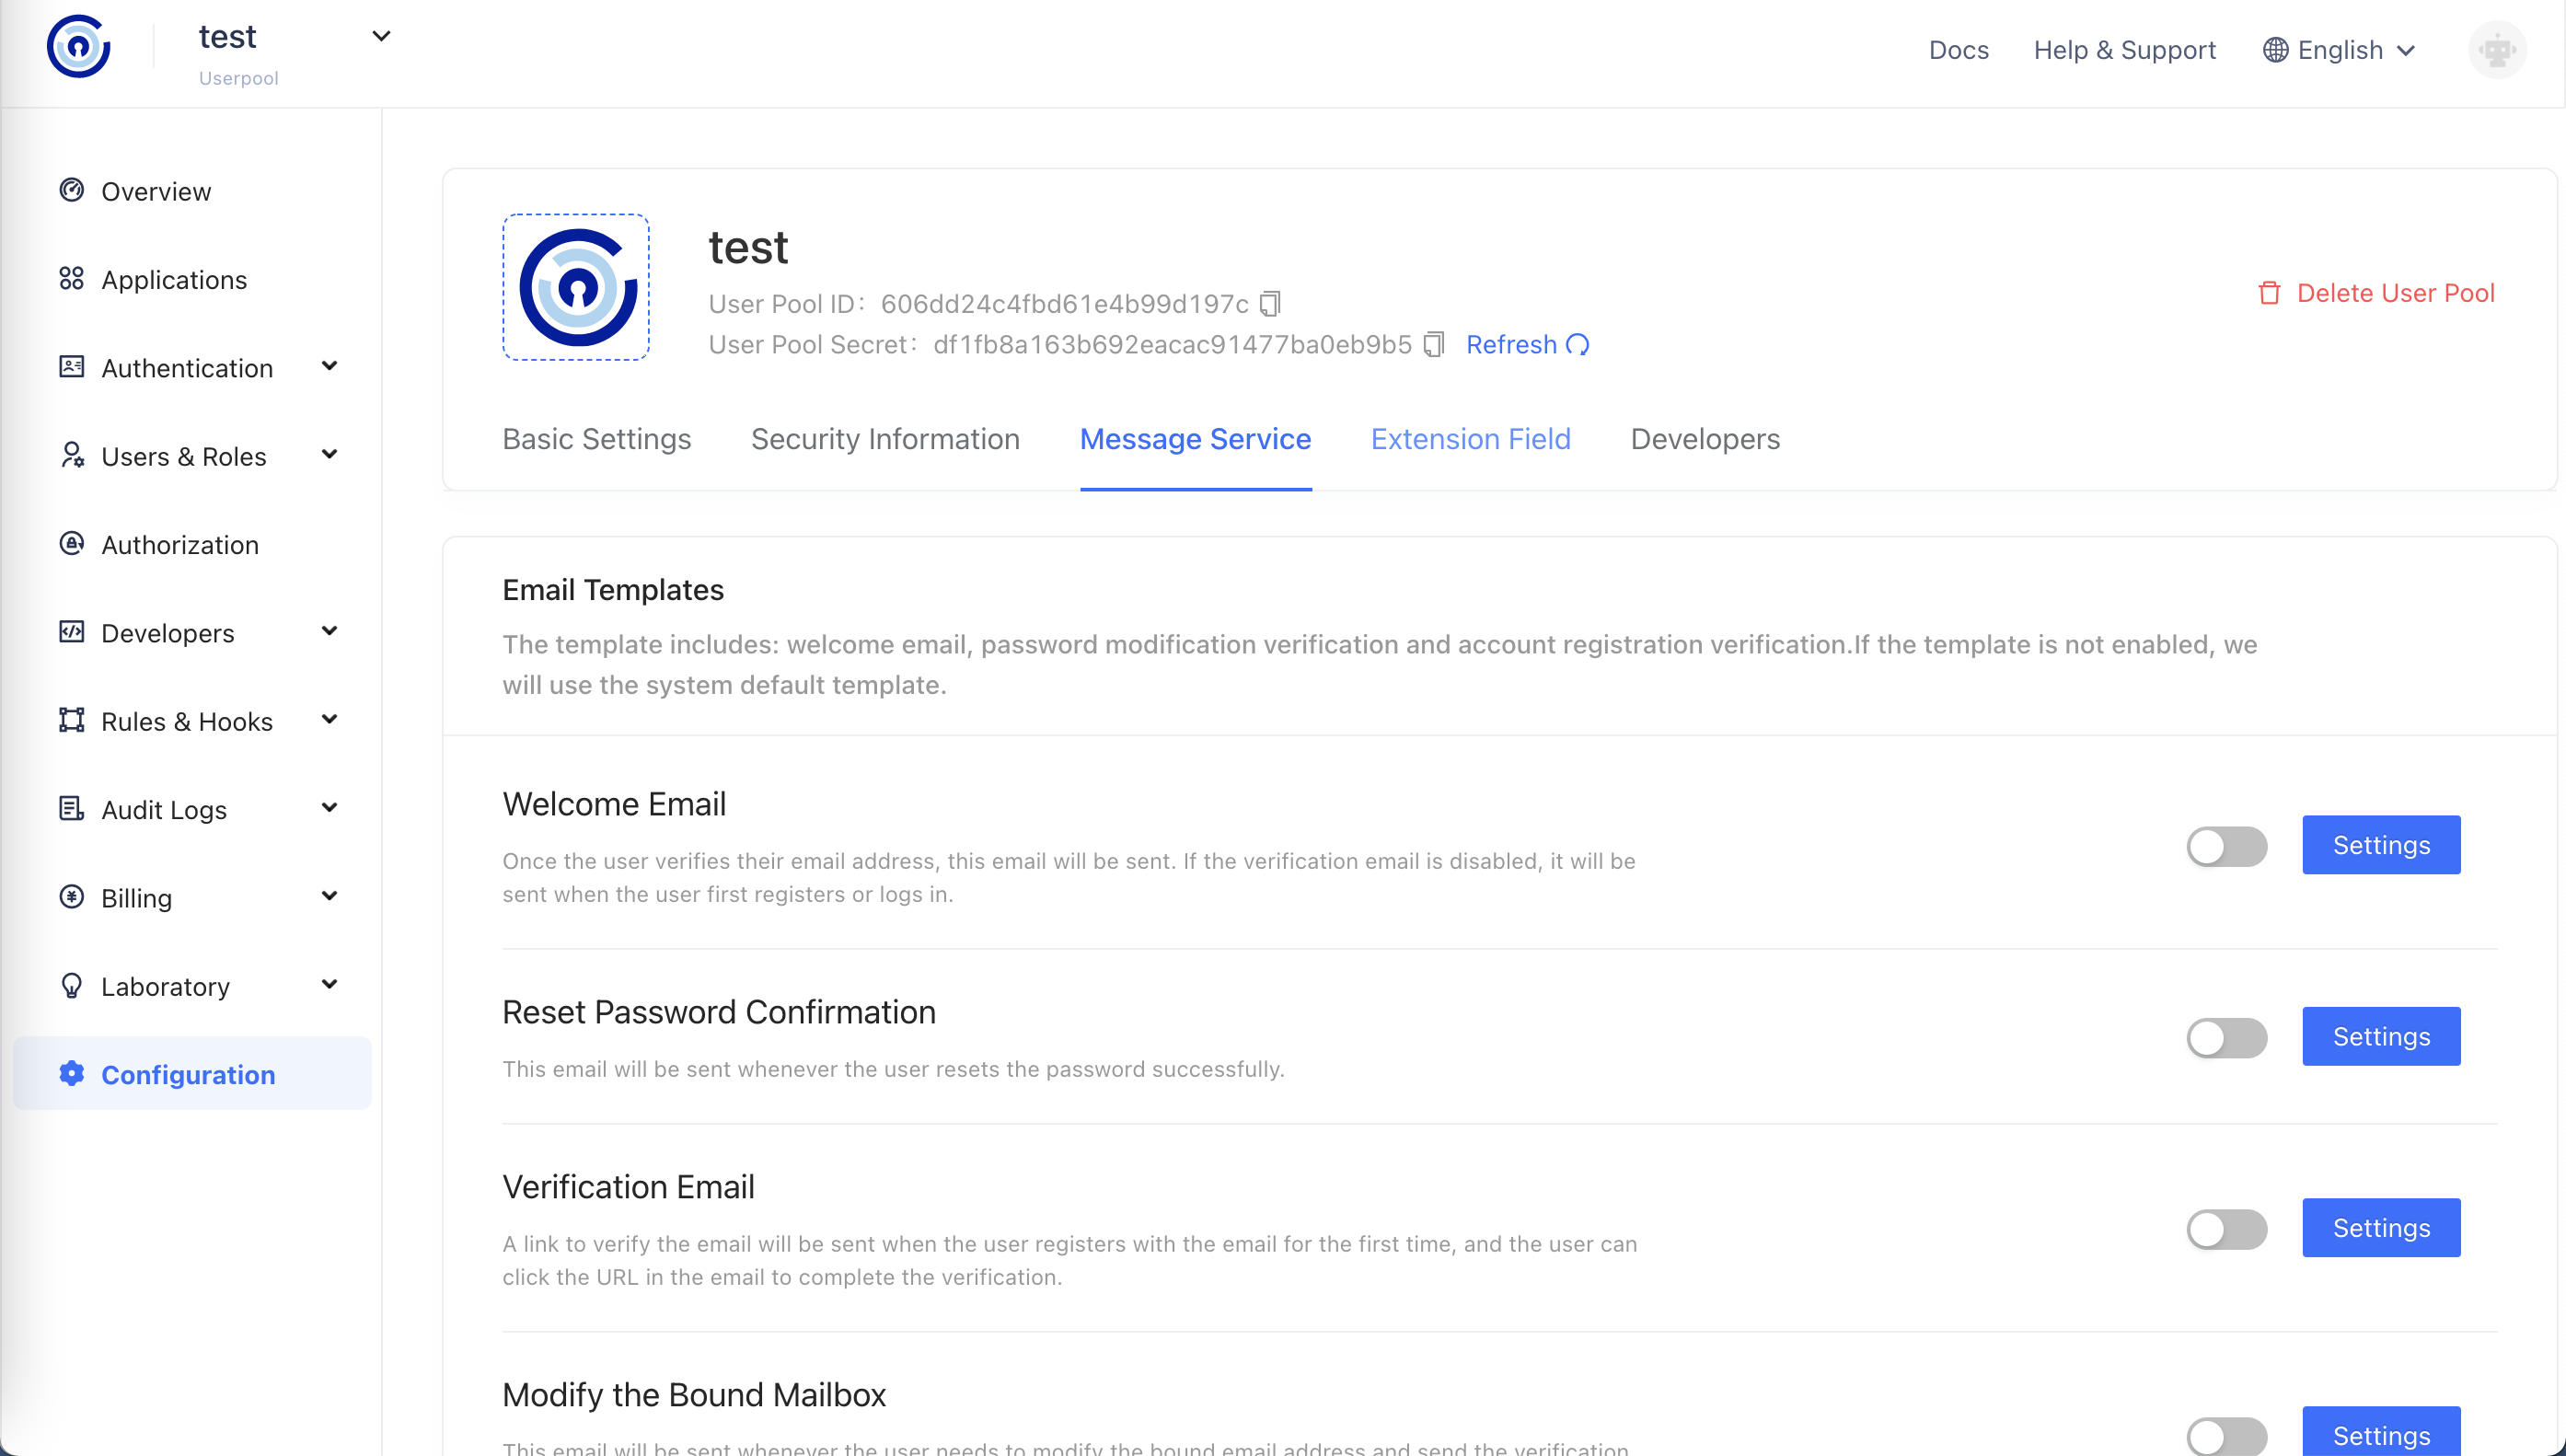 test
Userpool
Docs
Help & Support
English
Overview
Applications
Authentication
Users & Roles
Authorization
Developers
Rules & Hooks
Audit Logs
Billing
Laboratory
Configuration
test
User Pool ID: 606dd24c4fbd61e4b99d197c
User Pool Secret: df1fb8a163b692eacac91477ba0eb9b5 Refresh
Delete User Pool
Basic Settings
Security Information
Message Service
Extension Field
Developers
Email Templates
The template includes: welcome email, password modification verification and account registration verification.If the template is not enabled, we
will use the system default template.
Welcome Email
Once the user verifies their email address, this email will be sent. If the verification email is disabled, it will be
sent when the user first registers or logs in.
Settings
Reset Password Confirmation
This email will be sent whenever the user resets the password successfully.
Settings
Verification Email
A link to verify the email will be sent when the user registers with the email for the first time, and the user can
click the URL in the email to complete the verification.
Settings
Modify the Bound Mailbox
This email will be sent whenever the user needs to modify the bound email address and send the verification
Settings